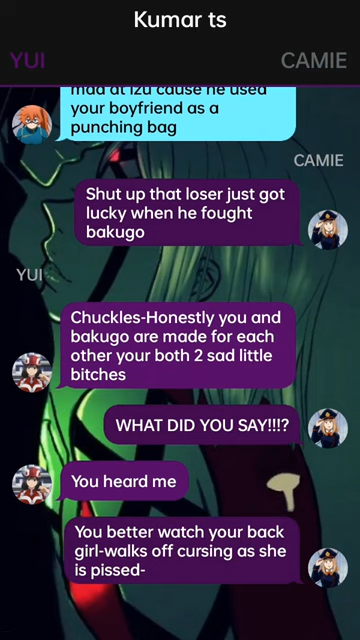 Kumar ts
YUI
CAMIE
mad at izu cause he used
your boyfriend as a
punching bag
CAMIE
Shut up that loser just got
lucky when he fought
bakugo
YUI
Chuckles-Honestly you and
bakugo are made for each
other your both 2 sad little
bitches
WHAT DID YOU SAY!!!?
You heard me
You better watch your back
girl-walks off cursing as she
is pissed-